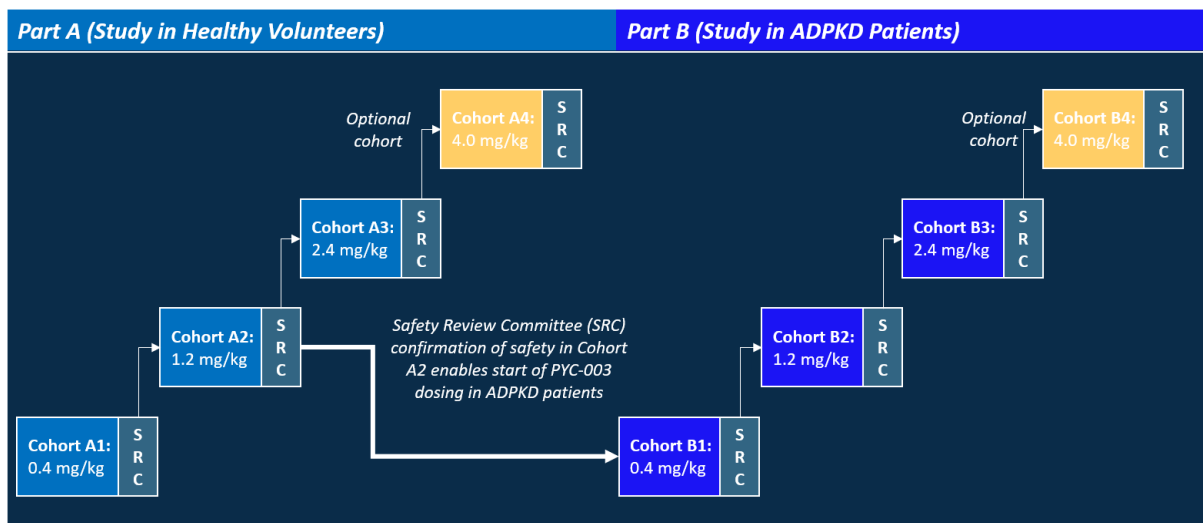 Part A (Study in Healthy Volunteers)
Part B (Study in ADPKD Patients)
Optional
cohort
Cohort A4:
4.0 mg/kg
S
R
C
Cohort A3:
2.4 mg/kg
S
R
C
Cohort A2:
1.2 mg/kg
S
R
C
Cohort A1:
0.4 mg/kg
S
R
C
Safety Review Committee (SRC)
confirmation of safety in Cohort
A2 enables start of PYC-003
dosing in ADPKD patients
Optional
cohort
Cohort B4:
4.0 mg/kg
S
R
C
Cohort B3:
2.4 mg/kg
S
R
C
Cohort B2:
1.2 mg/kg
S
R
C
Cohort B1:
0.4 mg/kg
S
R
C